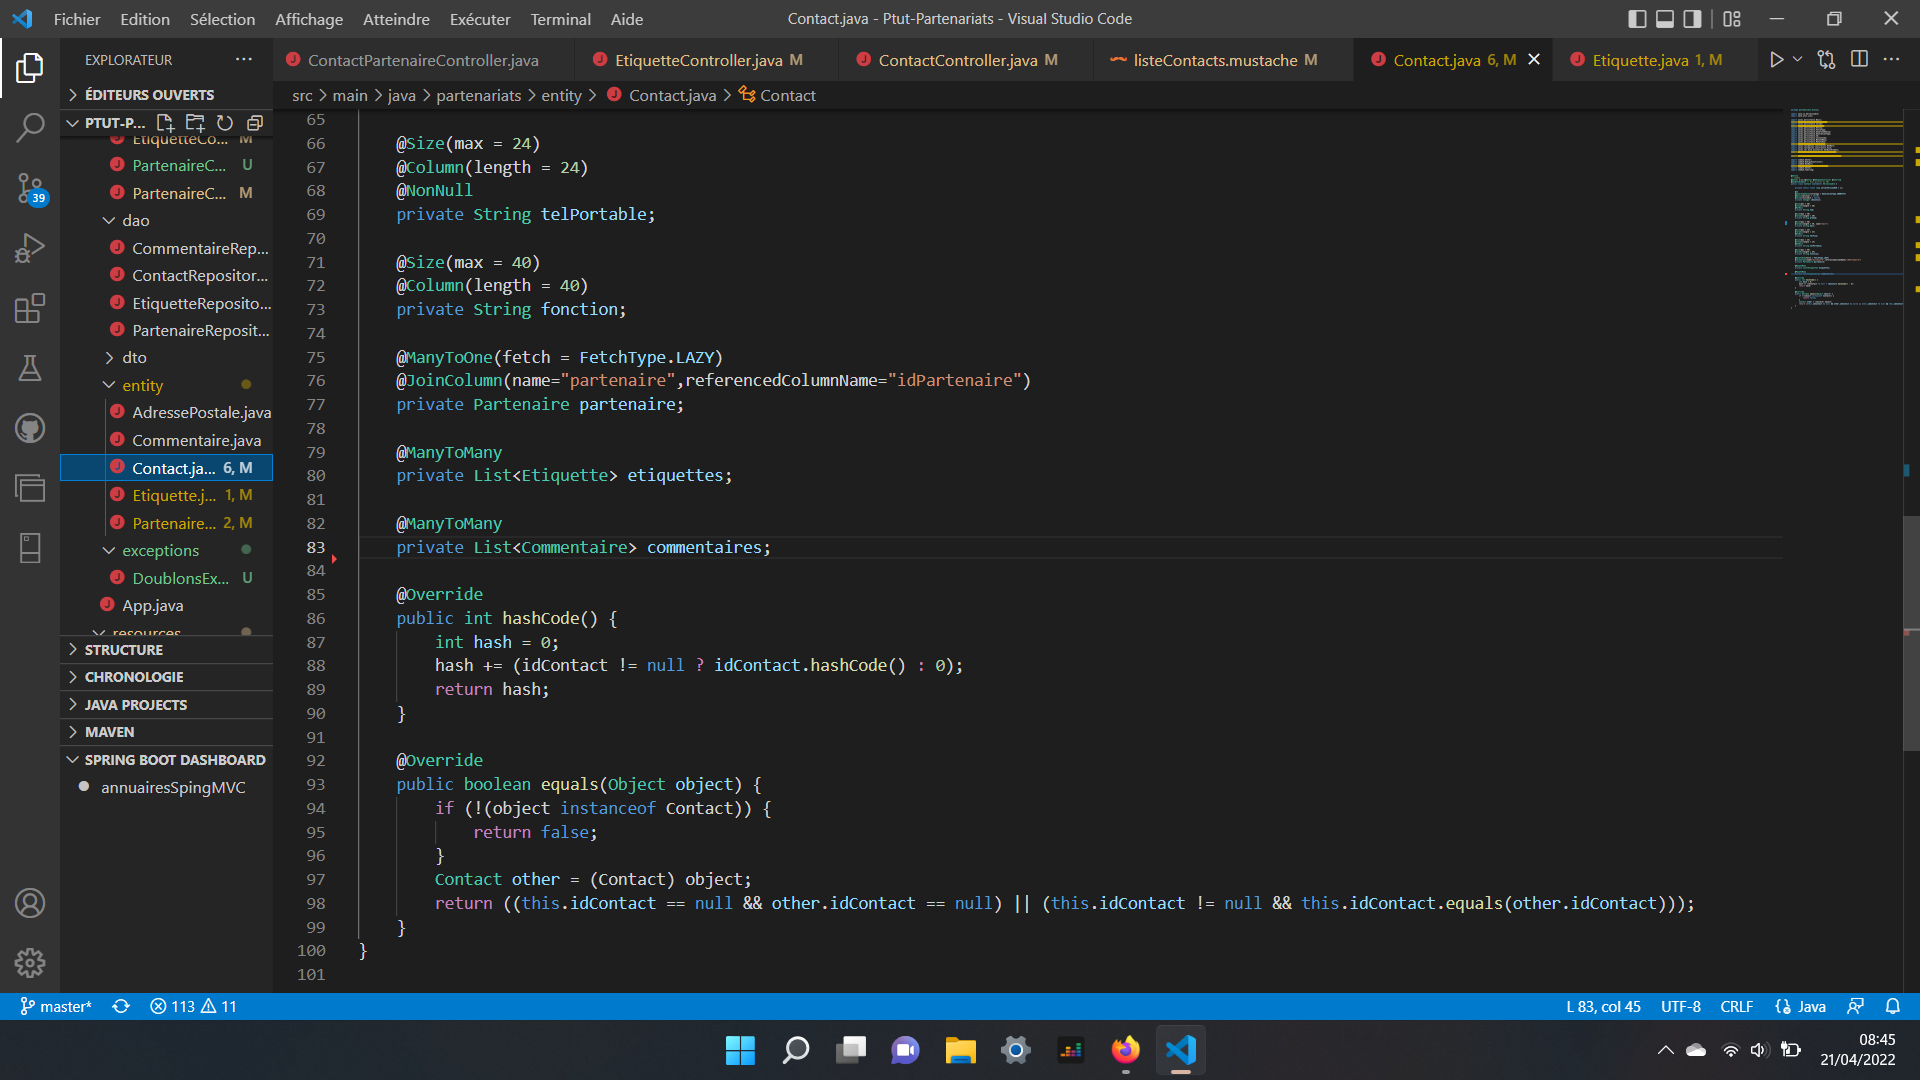 Fichier Edition Sélection Affichage Atteindre Exécuter Terminal Aide
Contact.java - Ptut-Partenariats - Visual Studio Code
EXPLORATEUR
ContactPartenaireController.java
EtiquetteController.java M
ContactController.java M
listeContacts.mustache M
Contact.java 6, M
Etiquette.java 1, M
src > main > java > partenariats > entity > Contact.java > Contact
ÉDITEURS OUVERTS
PTUT-P...
EtiquetteCo... M
PartenaireC... U
PartenaireC... M
dao
CommentaireRep...
ContactRepositor...
EtiquetteReposito...
PartenaireReposit...
dto
entity
AdressePostale.java
Commentaire.java
Contact.ja... 6, M
Etiquette.j... 1, M
Partenaire... 2, M
exceptions
DoublonsEx... U
App.java
resources
STRUCTURE
CHRONOLOGIE
JAVA PROJECTS
MAVEN
SPRING BOOT DASHBOARD
annuairesSpingMVC
39
65
66 @Size(max = 24)
67 @Column(length = 24)
68 @NonNull
69 private String telPortable;
70
71 @Size(max = 40)
72 @Column(length = 40)
73 private String fonction;
74
75 @ManyToOne(fetch = FetchType.LAZY)
76 @JoinColumn(name="partenaire",referencedColumnName="idPartenaire")
77 private Partenaire partenaire;
78
79 @ManyToMany
80 private List<Etiquette> etiquettes;
81
82 @ManyToMany
83 private List<Commentaire> commentaires;
84
85 @Override
86 public int hashCode() {
87 int hash = 0;
88 hash += (idContact != null ? idContact.hashCode() : 0);
89 return hash;
90 }
91
92 @Override
93 public boolean equals(Object object) {
94 if (!(object instanceof Contact)) {
95 return false;
96 }
97 Contact other = (Contact) object;
98 return ((this.idContact == null && other.idContact == null) || (this.idContact != null && this.idContact.equals(other.idContact)));
99 }
100 }
101
master* 113 11
L 83, col 45 UTF-8 CRLF Java
08:45
21/04/2022